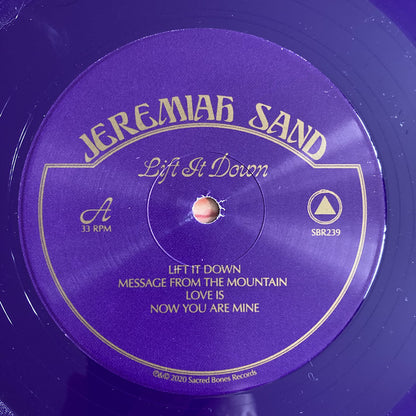 JEREMIAH SAND
Lift It Down
A
33 RPM
SBR239
LIFT IT DOWN
MESSAGE FROM THE MOUNTAIN
LOVE IS
NOW YOU ARE MINE
℗&© 2020 Sacred Bones Records